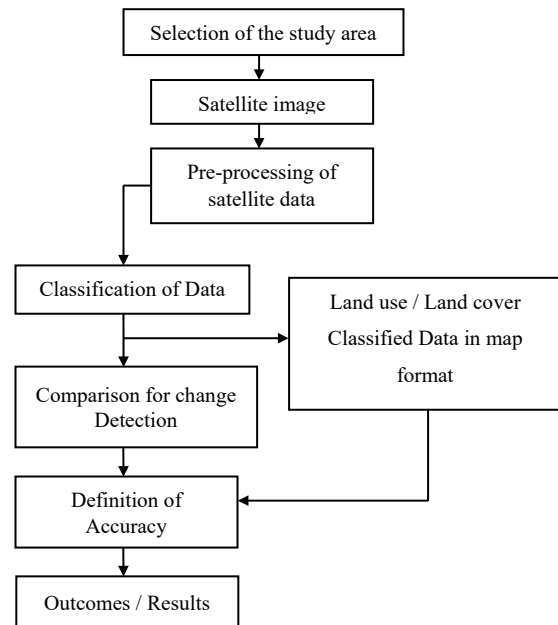 Selection of the study area
Satellite image
Pre-processing of
satellite data
Classification of Data
Land use / Land cover
Classified Data in map
format
Comparison for change
Detection
Definition of
Accuracy
Outcomes / Results